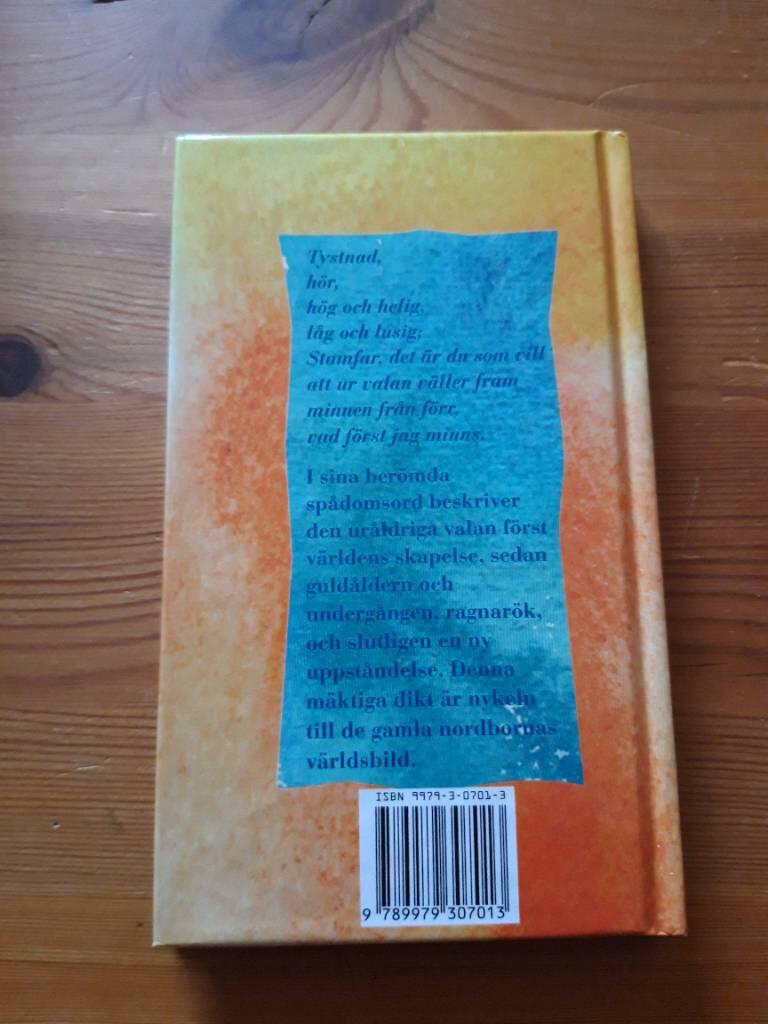 Tystnad,
hör,
hög och helig,
låg och lusig;
Stamfar, det är du som vill
att ur valan väller fram
minnen från förr,
vad först jag minns.
I sina berömda
spådomsord beskriver
den uråldriga valan först
världens skapelse, sedan
guldåldern och
undergången, ragnarök,
och slutligen en ny
uppståndelse. Denna
mäktiga dikt är nykeln
till de gamla nordbornas
världsbild.
ISBN 9979-3-0701-3
9 789979 307013